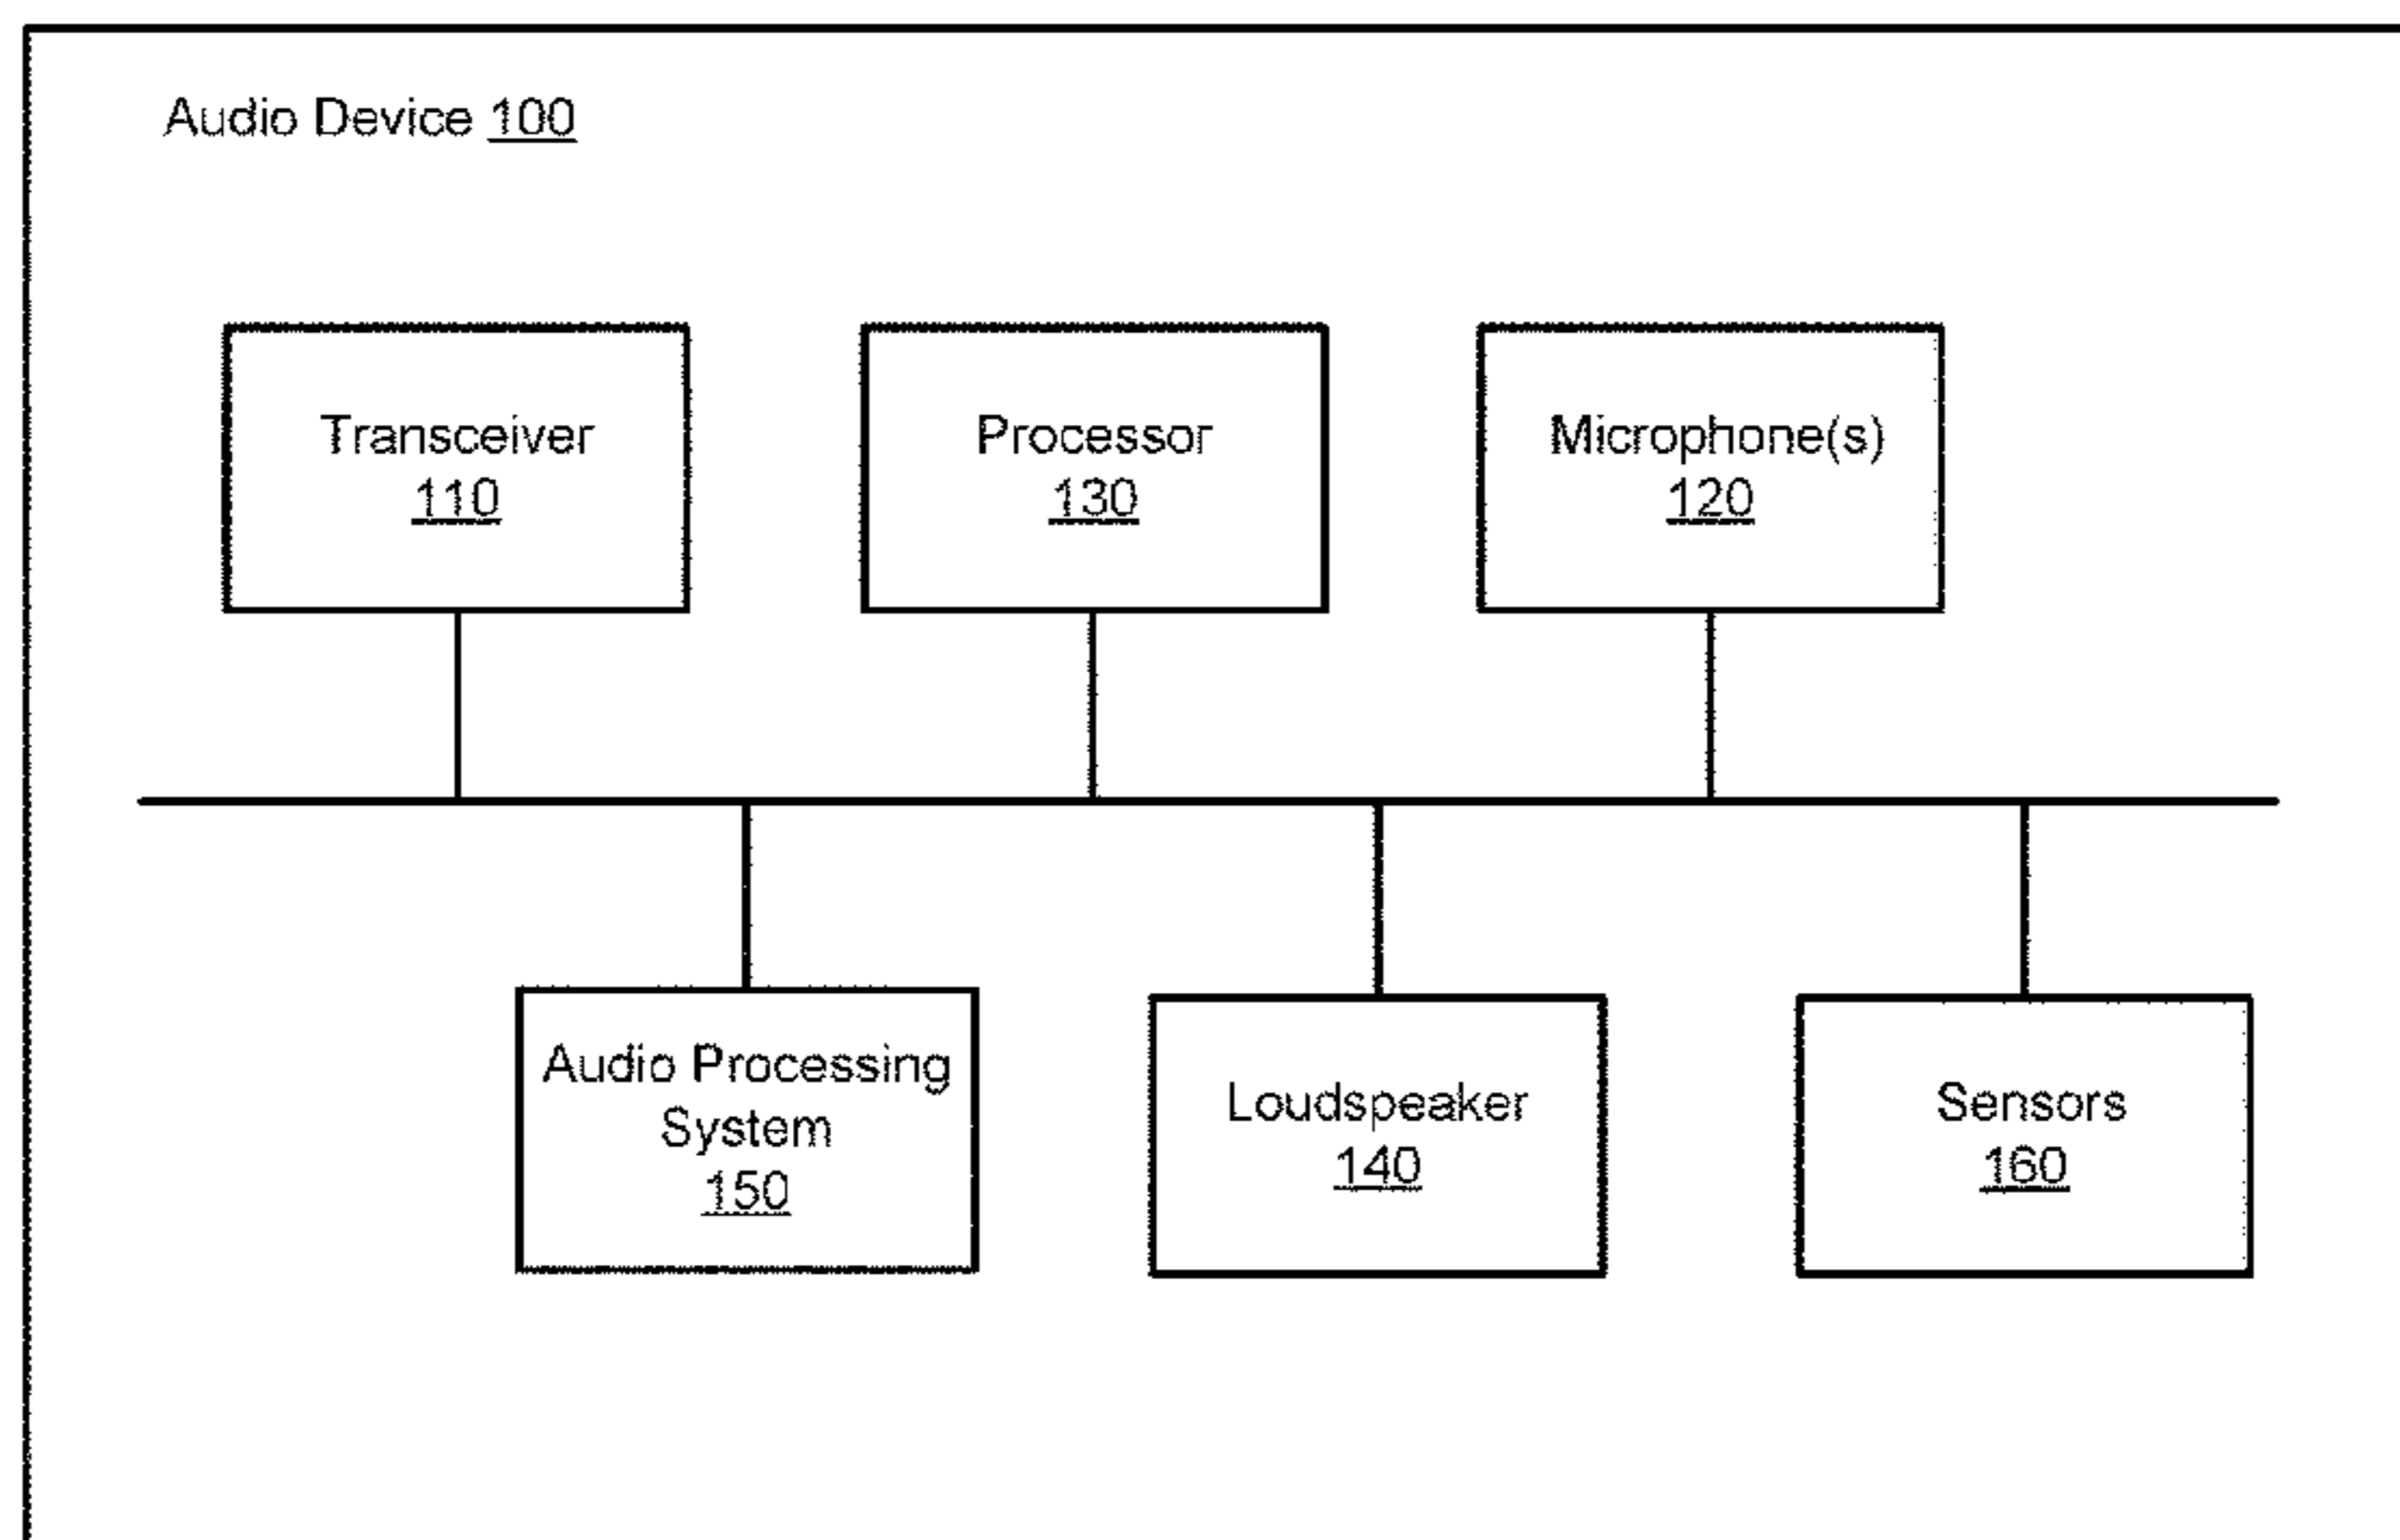 Audio Device 100
Transceiver
110
Processor
130
Microphone(s)
120
Audio Processing
System
150
Loudspeaker
140
Sensors
160